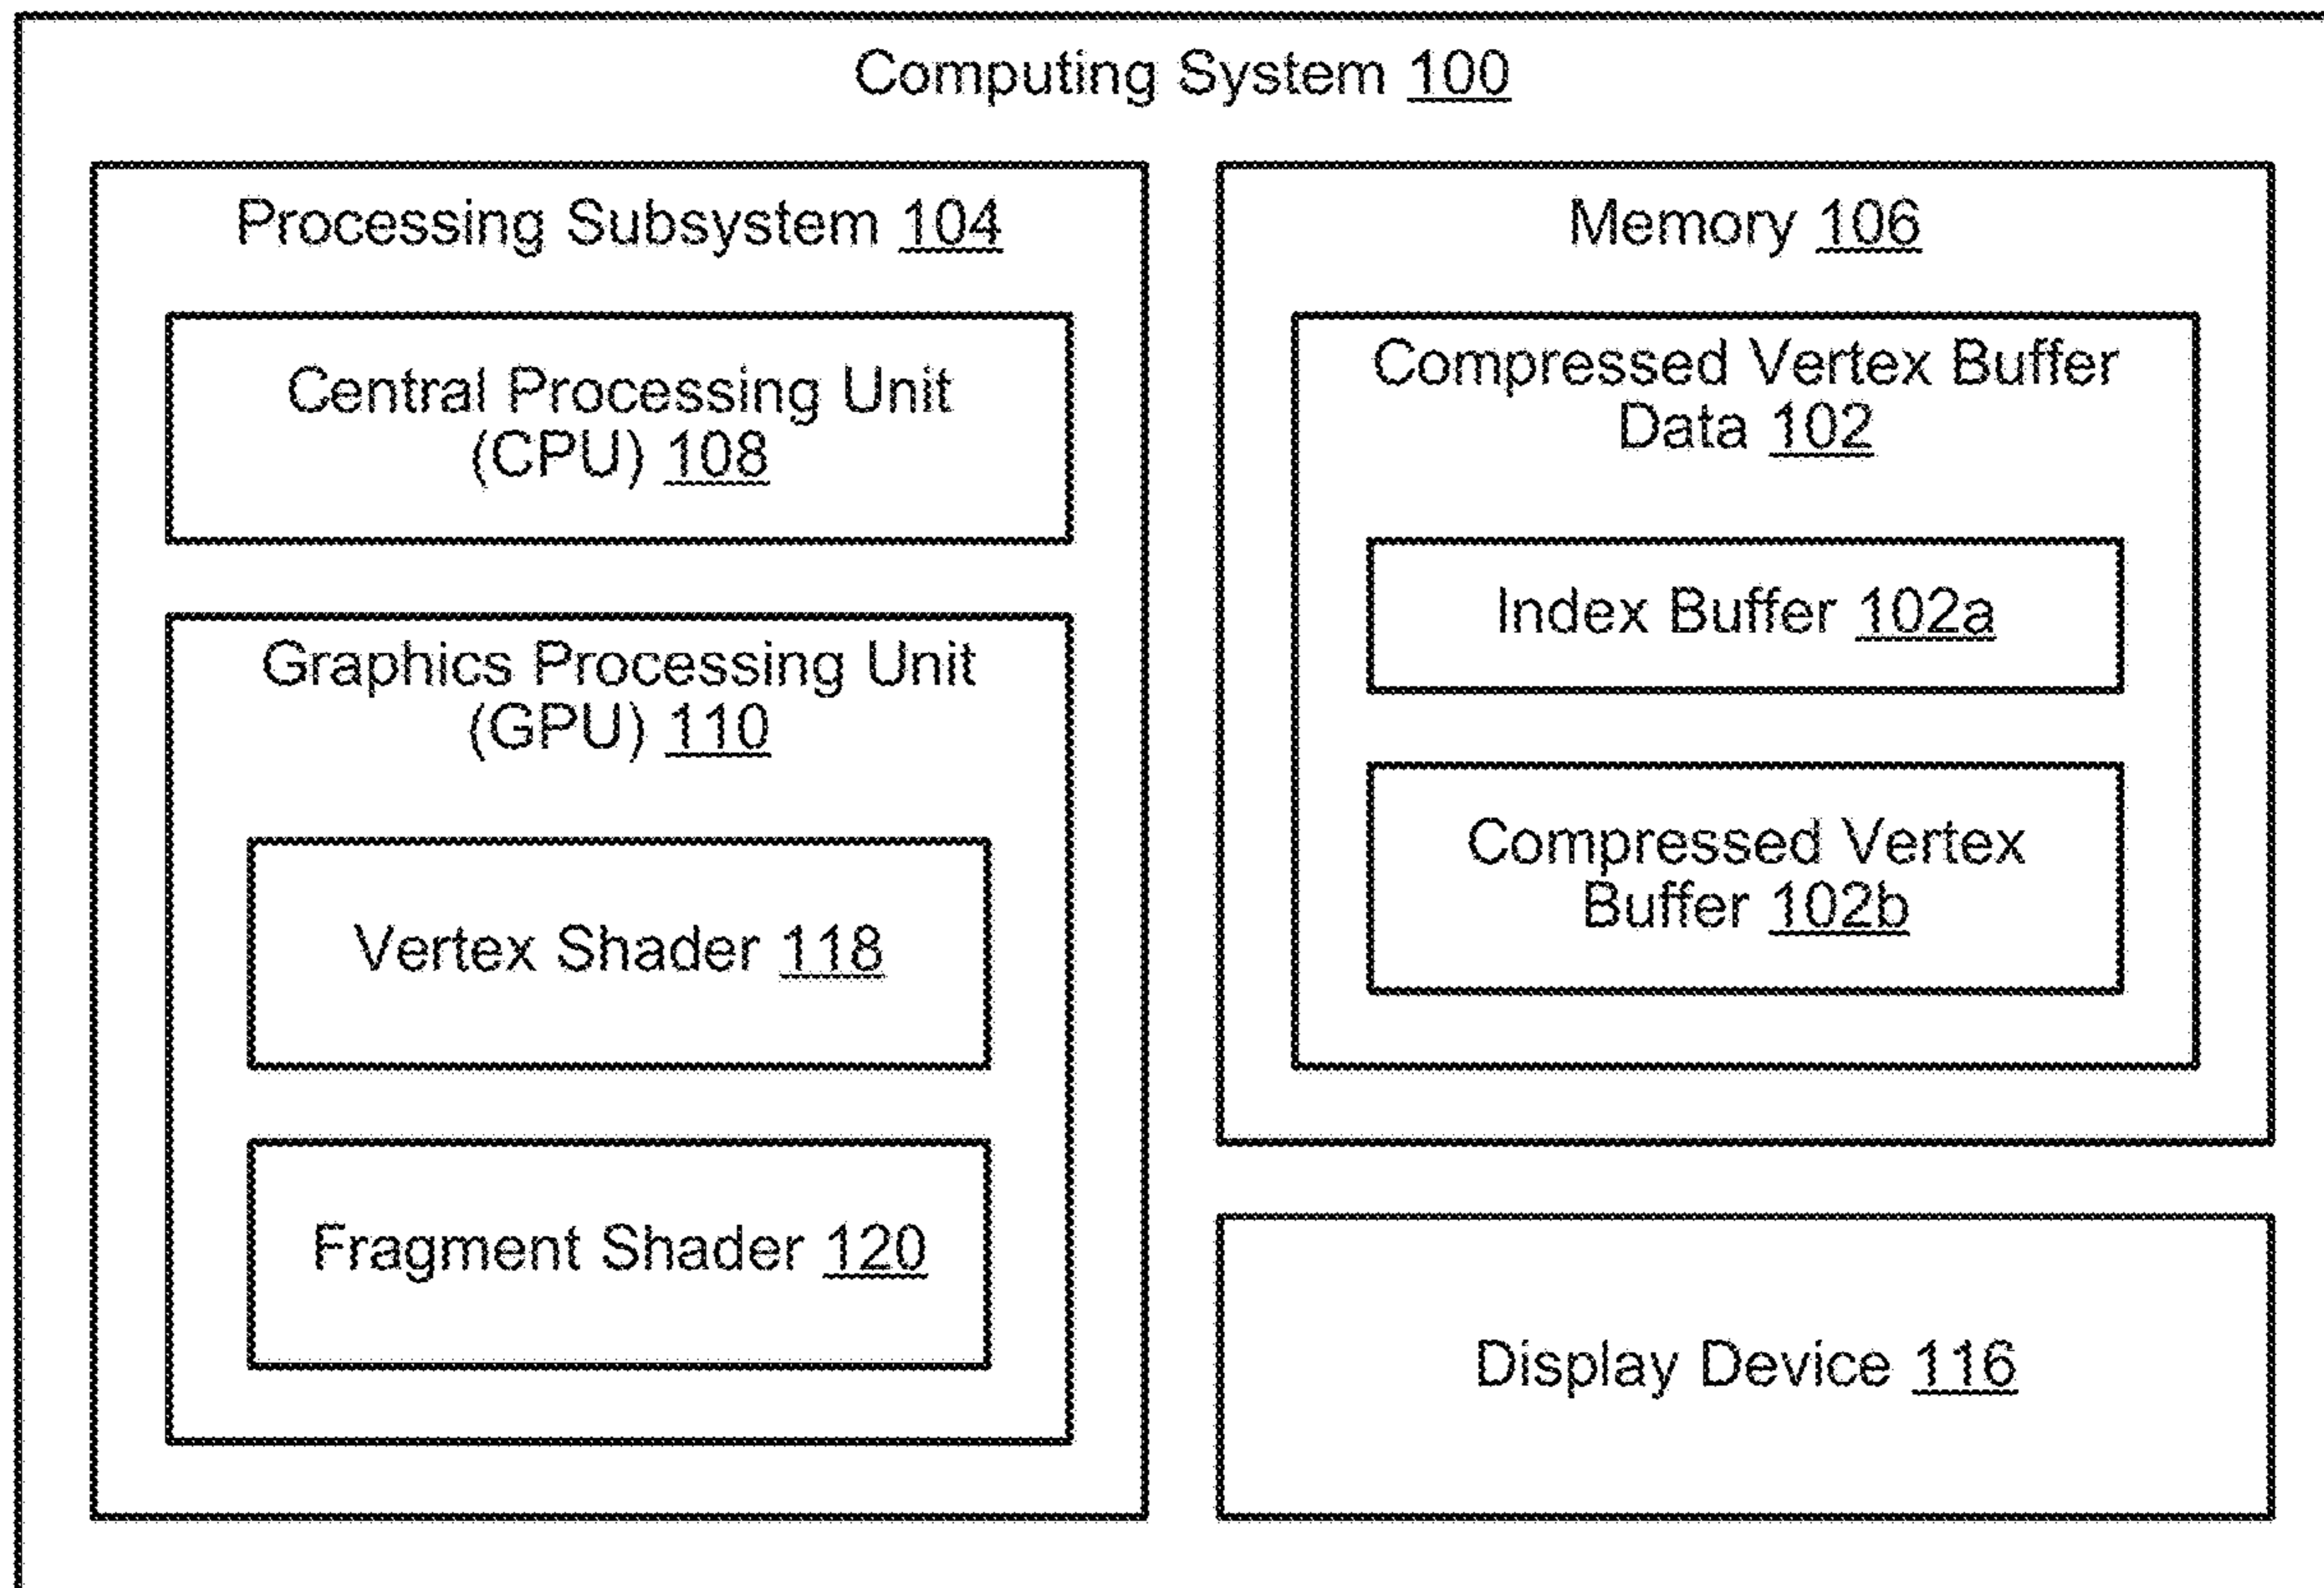 Computing System 100
Processing Subsystem 104
Central Processing Unit
(CPU) 108
Graphics Processing Unit
(GPU) 110
Vertex Shader 118
Fragment Shader 120
Memory 106
Compressed Vertex Buffer
Data 102
Index Buffer 102a
Compressed Vertex
Buffer 102b
Display Device 116